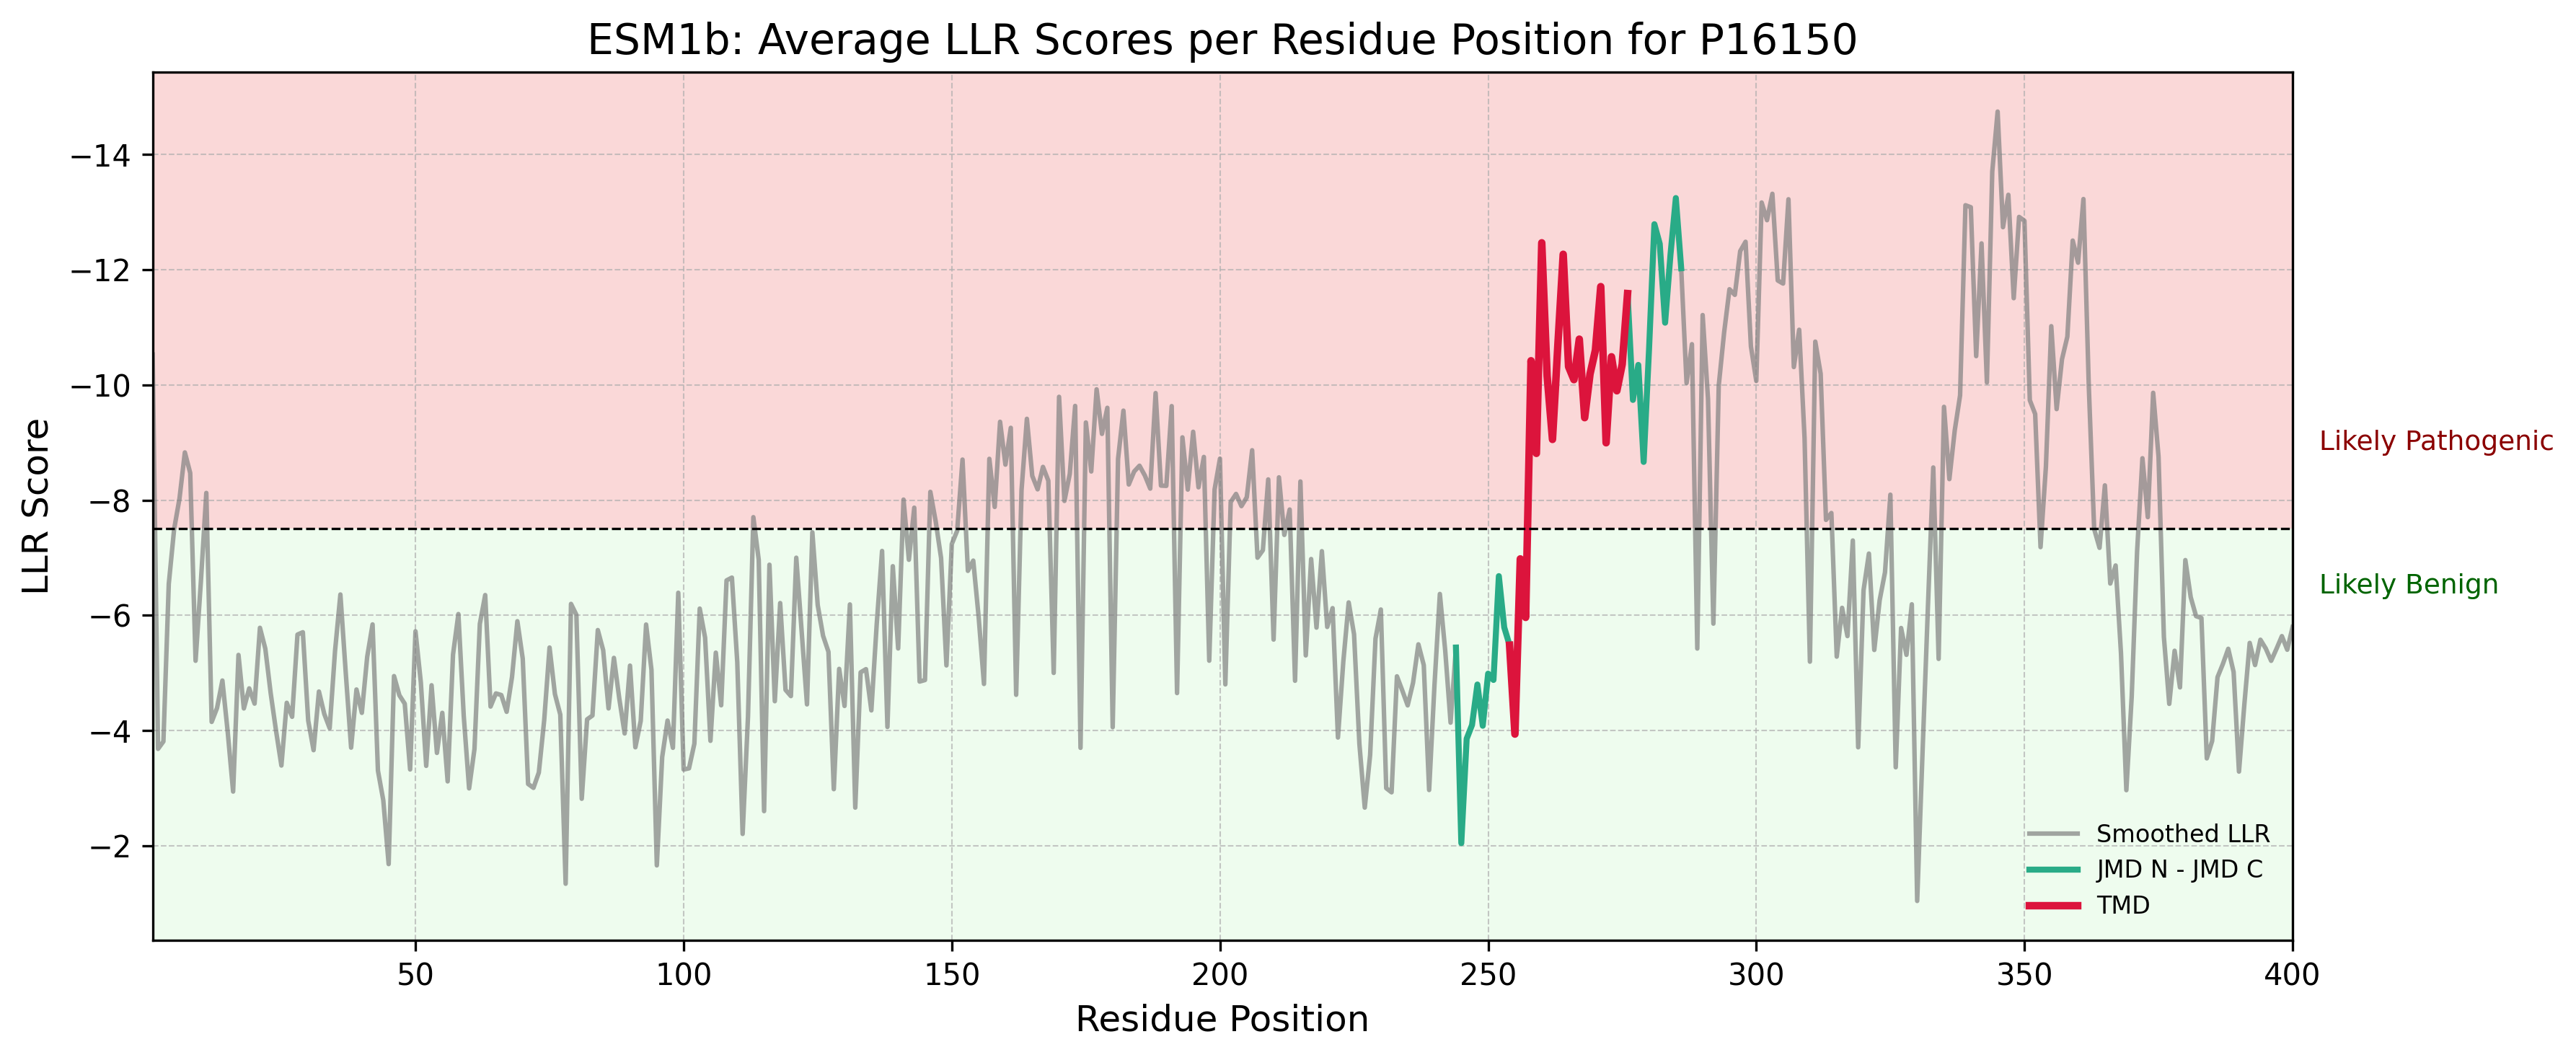 ESM1b: Average LLR Scores per Residue Position for P16150
LLR Score
−14
−12
−10
−8
−6
−4
−2
Likely Pathogenic
Likely Benign
Smoothed LLR
JMD N - JMD C
TMD
50
100
150
200
250
300
350
400
Residue Position